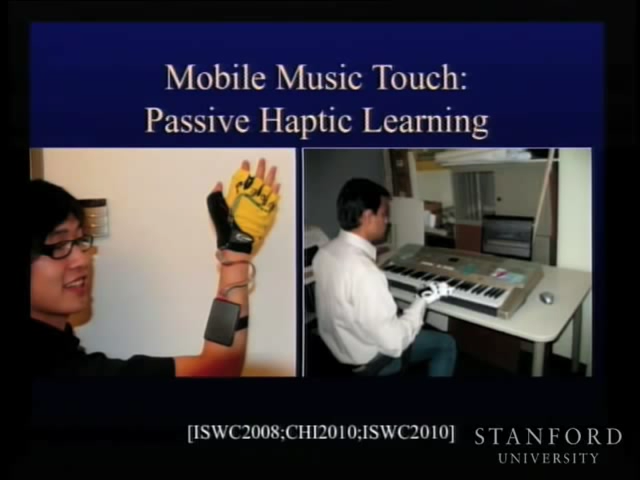 Mobile Music Touch:
Passive Haptic Learning
[ISWC2008;CHI2010;ISWC2010]
STANFORD
UNIVERSITY